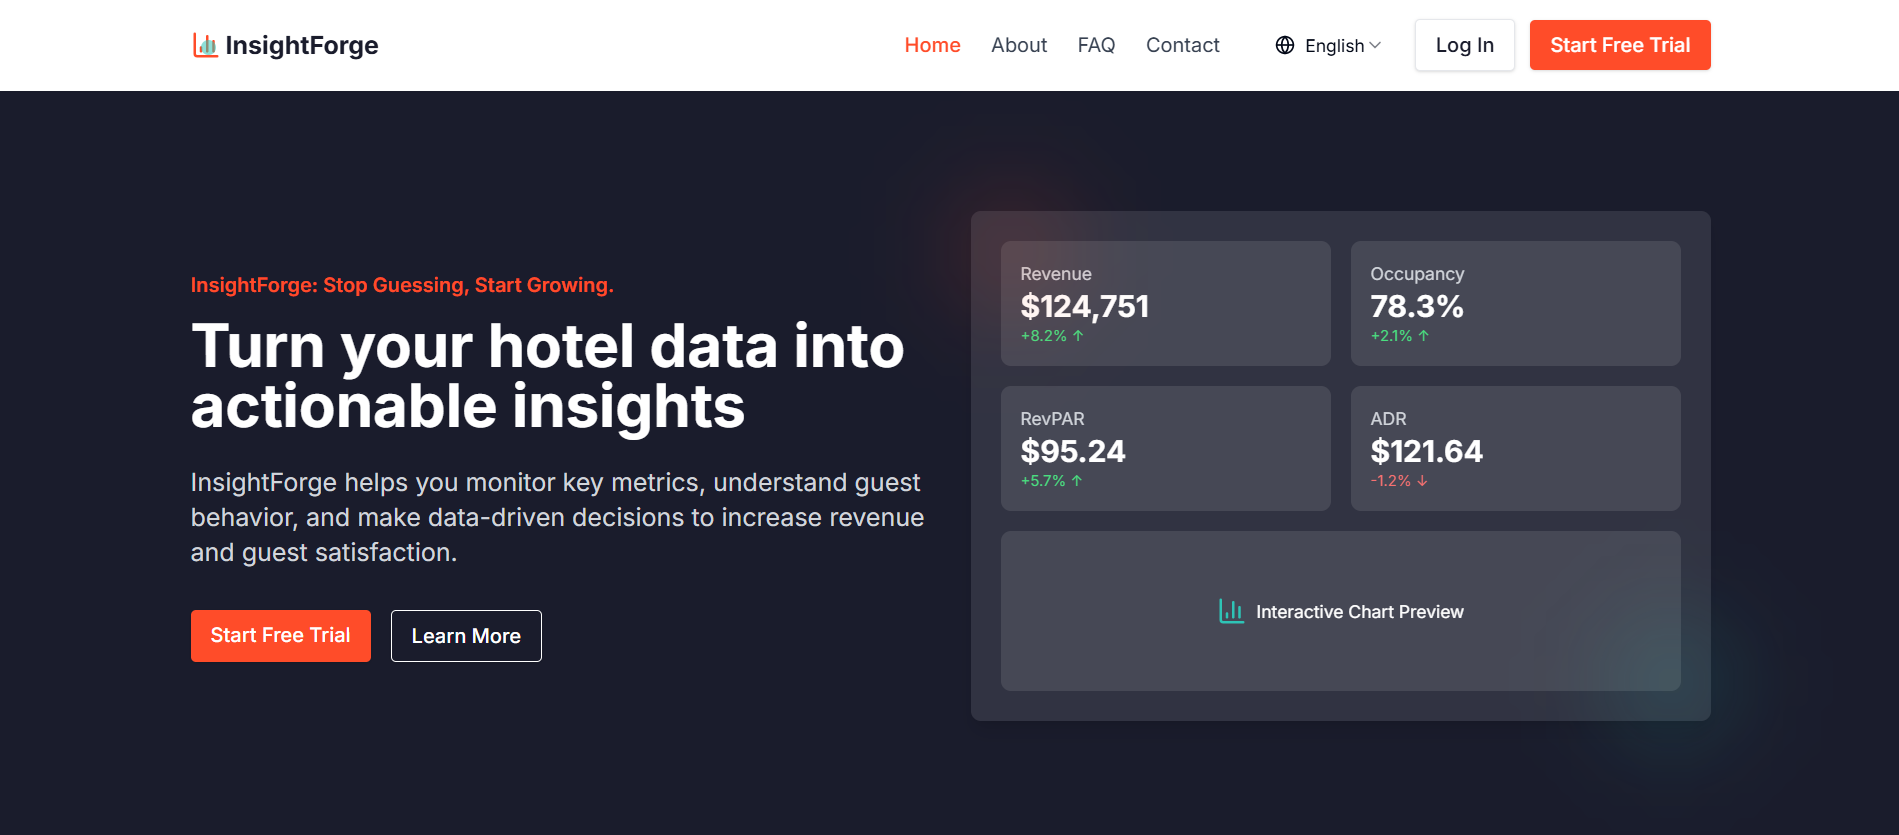 InsightForge
Home
About
FAQ
Contact
English
Log In
Start Free Trial
InsightForge: Stop Guessing, Start Growing.
Turn your hotel data into
actionable insights
InsightForge helps you monitor key metrics, understand guest
behavior, and make data-driven decisions to increase revenue
and guest satisfaction.
Start Free Trial
Learn More
Revenue
$124,751
+8.2% ↑
Occupancy
78.3%
+2.1% ↑
RevPAR
$95.24
+5.7% ↑
ADR
$121.64
-1.2% ↓
Interactive Chart Preview